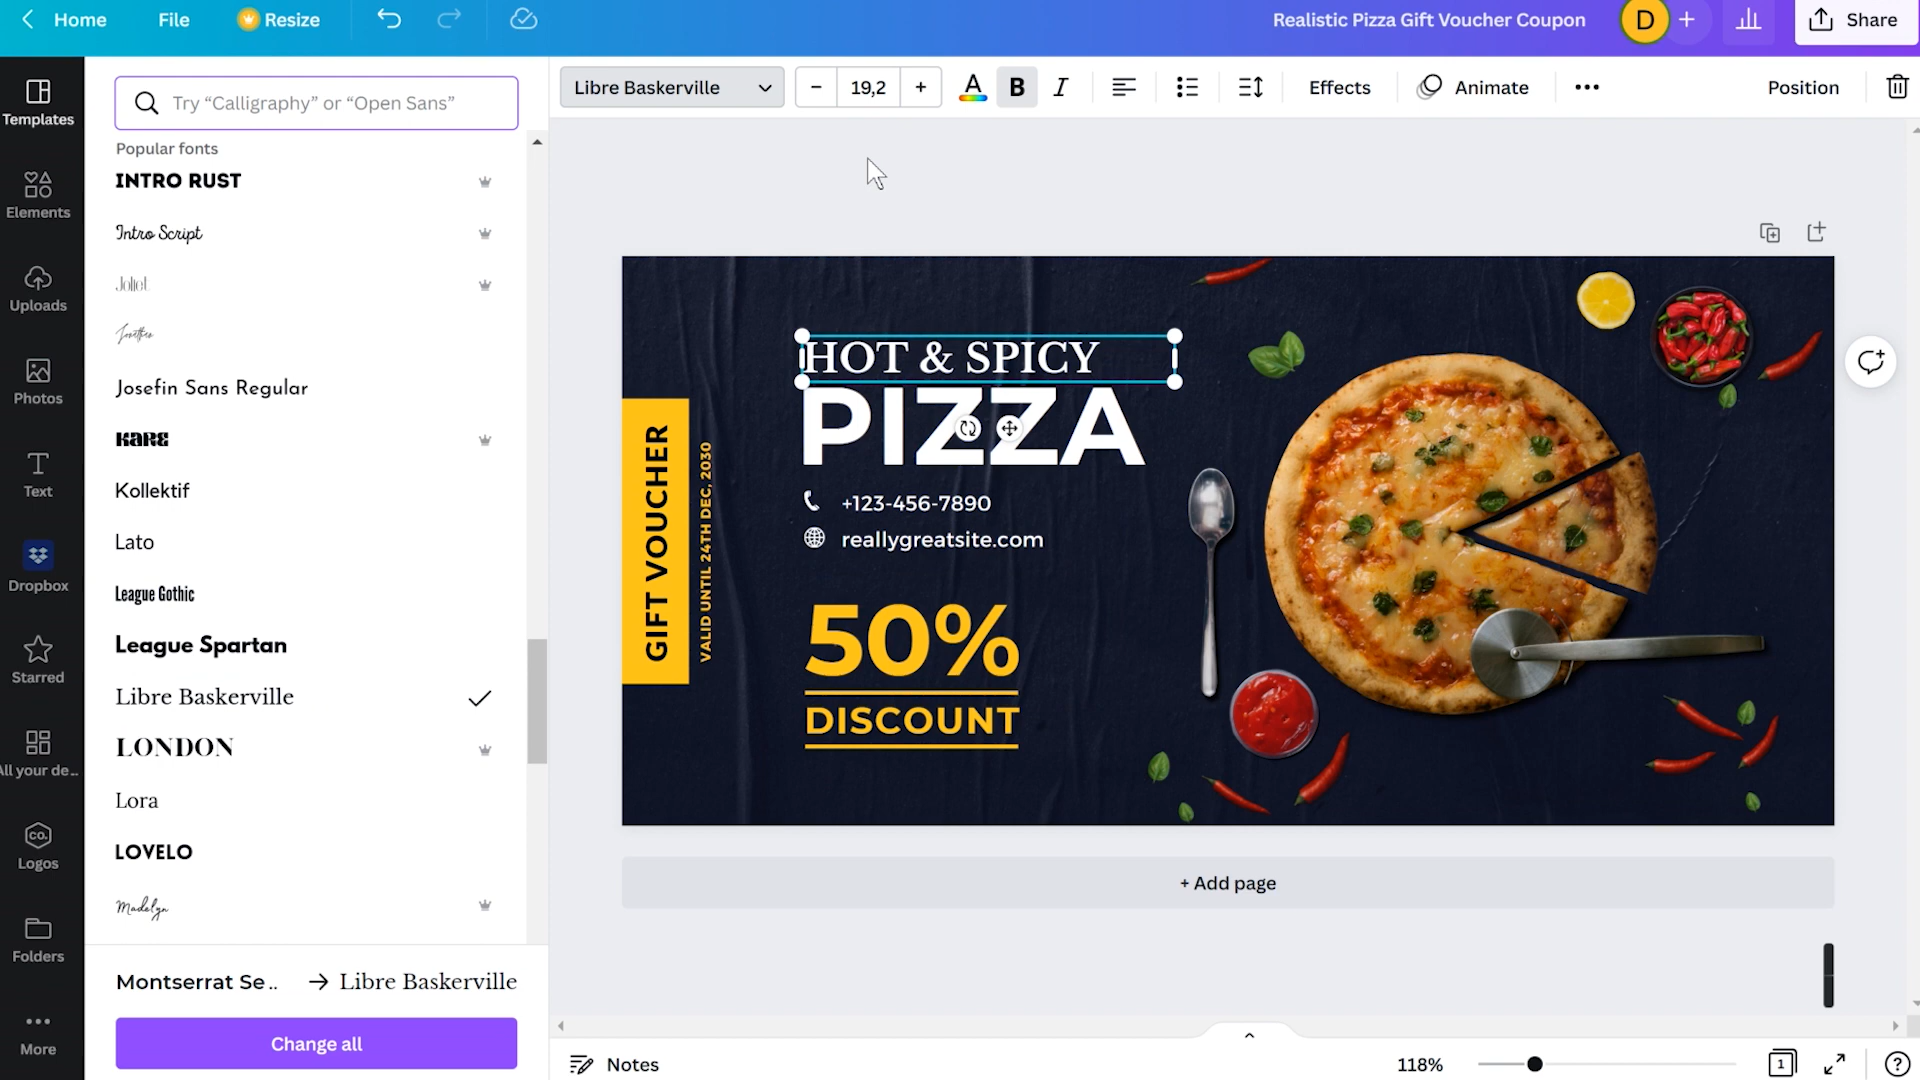 Home
File
Resize
Realistic Pizza Gift Voucher Coupon
D
Share
Templates
Elements
Uploads
Photos
Text
Dropbox
Starred
All your de...
Logos
CO.
Folders
More
Try “Calligraphy” or “Open Sans”
Popular fonts
INTRO RUST
Intro Script
Joliet
Jonathan
Josefin Sans Regular
KARE
Kollektif
Lato
League Gothic
League Spartan
Libre Baskerville
LONDON
Lora
LOVELO
Madelyn
Montserrat Se.. → Libre Baskerville
Change all
Libre Baskerville
− 19,2 +
A
B
I
Effects
Animate
Position
HOT & SPICY
PIZZA
+123-456-7890
reallygreatsite.com
GIFT VOUCHER
VALID UNTIL 24TH DEC, 2030
50%
DISCOUNT
+ Add page
Notes
118%
1
?